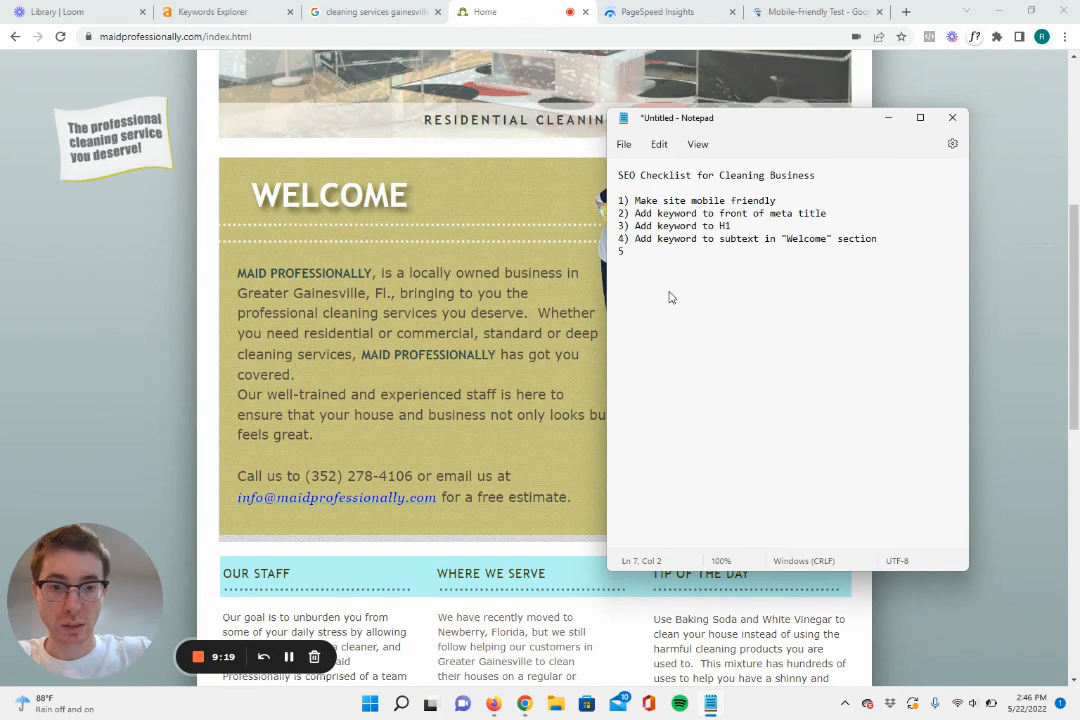 Library | Loom
Keywords Explorer
cleaning services gainesville
Home
PageSpeed Insights
Mobile-Friendly Test - Goo
maidprofessionally.com/index.html
f?
R
The professional
cleaning service
you deserve!
RESIDENTIAL CLEANIN
WELCOME
MAID PROFESSIONALLY, is a locally owned business in
Greater Gainesville, Fl., bringing to you the
professional cleaning services you deserve. Whether
you need residential or commercial, standard or deep
cleaning services, MAID PROFESSIONALLY has got you
covered.
Our well-trained and experienced staff is here to
ensure that your house and business not only looks bu
feels great.
Call us to (352) 278-4106 or email us at
info@maidprofessionally.com for a free estimate.
*Untitled - Notepad
File Edit View
SEO Checklist for Cleaning Business
1) Make site mobile friendly
2) Add keyword to front of meta title
3) Add keyword to H1
4) Add keyword to subtext in "Welcome" section
5
Ln 7, Col 2
100%
Windows (CRLF)
UTF-8
OUR STAFF
Our goal is to unburden you from
some of your daily stress by allowing
cleaner, and
aid
Professionally is comprised of a team
WHERE WE SERVE
We have recently moved to
Newberry, Florida, but we still
follow helping our customers in
Greater Gainesville to clean
their houses on a regular or
TIP OF THE DAY
Use Baking Soda and White Vinegar to
clean your house instead of using the
harmful cleaning products you are
used to. This mixture has hundreds of
uses to help you have a shinny and
9:19
88°F
Rain off and on
10
2:46 PM
5/22/2022
1